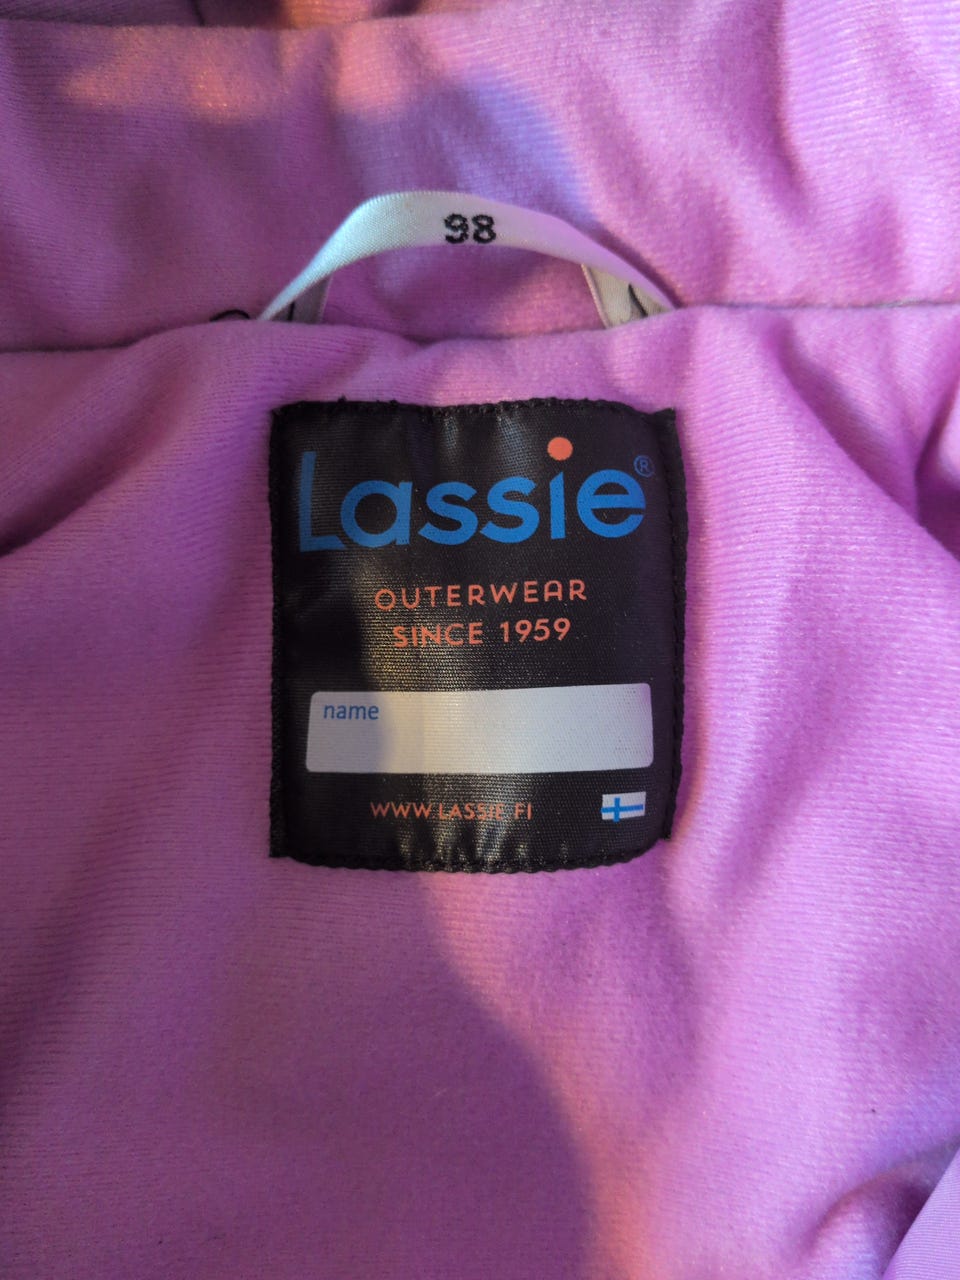 98
Lassie®
OUTERWEAR
SINCE 1959
name
WWW.LASSIE.FI